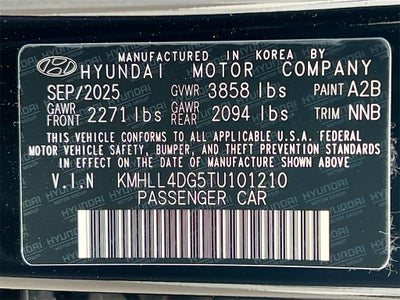 MANUFACTURED IN KOREA BY
HYUNDAI MOTOR COMPANY
SEP/2025 GVWR 3858 lbs PAINT A2B
GAWR FRONT 2271 lbs GAWR REAR 2094 lbs TRIM NNB
THIS VEHICLE CONFORMS TO ALL APPLICABLE U.S.A. FEDERAL
MOTOR VEHICLE SAFETY, BUMPER, AND THEFT PREVENTION STANDARDS
IN EFFECT ON THE DATE OF MANUFACTURE SHOWN ABOVE.
V.I.N KMHLL4DG5TU101210
PASSENGER CAR